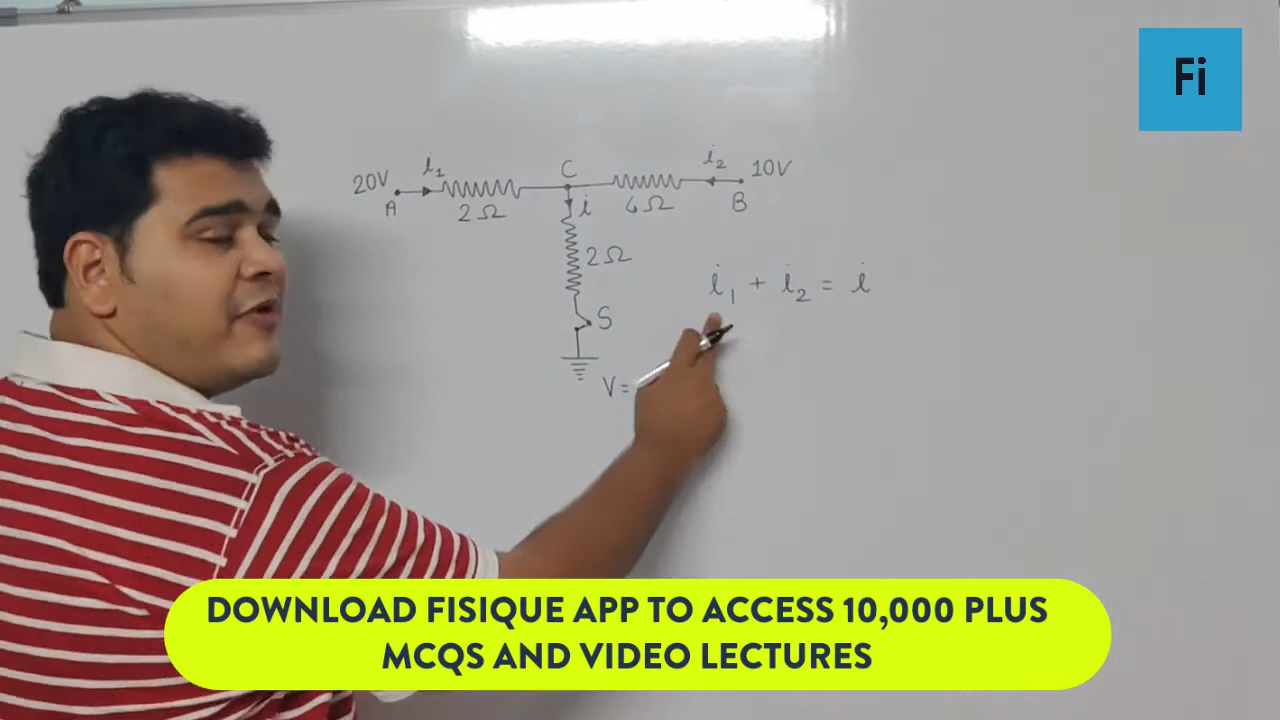 Fi
20V
i₁
C
i₂
10V
A
2Ω
i
4Ω
B
2Ω
i₁ + i₂ = i
S
V =
DOWNLOAD FISIQUE APP TO ACCESS 10,000 PLUS
MCQS AND VIDEO LECTURES